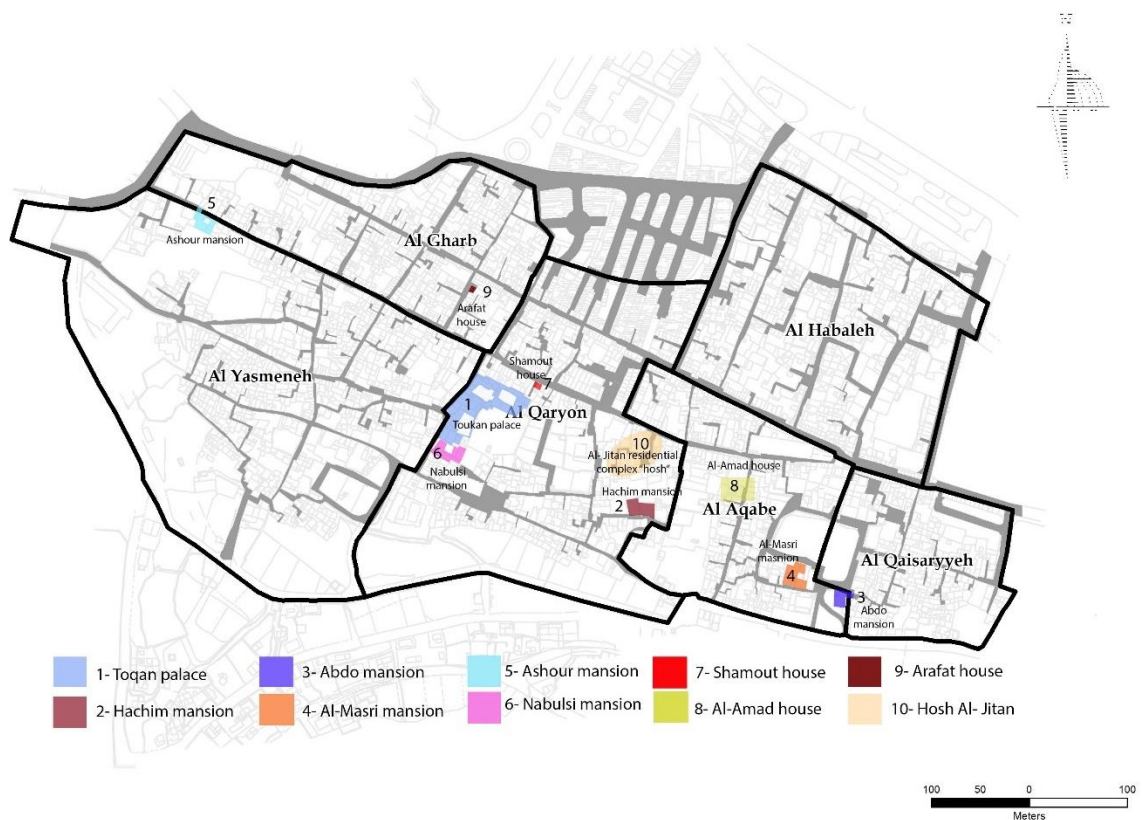 N
5
Ashour mansion
Al Gharb
9
Arafat
house
Al Habaleh
Al Yasmeneh
Shamout
house
7
1
Al Qaryon
Toukan palace
6
Nabulsi
mansion
10
Al- Jitan residential
complex "hosh"
Hachim mansion
2
Al-Amad house
8
Al Aqabe
Al-Masri
masnion
4
Al Qaisaryyeh
3
Abdo
mansion
1- Toqan palace
3- Abdo mansion
5- Ashour mansion
7- Shamout house
9- Arafat house
2- Hachim mansion
4- Al-Masri mansion
6- Nabulsi mansion
8- Al-Amad house
10- Hosh Al- Jitan
100 50 0 100
Meters